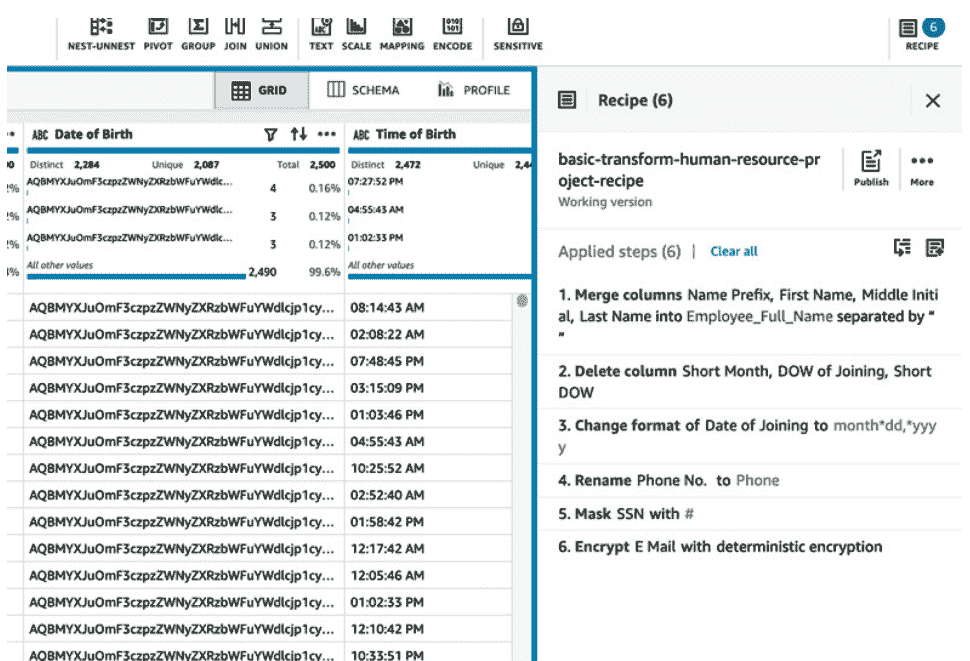 NEST-UNNEST PIVOT GROUP JOIN UNION TEXT SCALE MAPPING ENCODE SENSITIVE 6 RECIPE
GRID SCHEMA PROFILE
ABC Date of Birth ABC Time of Birth
00 Distinct 2,284 Unique 2,087 Total 2,500 Distinct 2,472 Unique 2,4
2% AQBMYXJuOmF3czpzZWNyZXRzbWFuYWdlc... 4 0.16% 07:27:52 PM
2% AQBMYXJuOmF3czpzZWNyZXRzbWFuYWdlc... 3 0.12% 04:55:43 AM
2% AQBMYXJuOmF3czpzZWNyZXRzbWFuYWdlc... 3 0.12% 01:02:33 PM
4% All other values 2,490 99.6% All other values
AQBMYXJuOmF3czpzZWNyZXRzbWFuYWdlcjp1cy... 08:14:43 AM
AQBMYXJuOmF3czpzZWNyZXRzbWFuYWdlcjp1cy... 02:08:22 AM
AQBMYXJuOmF3czpzZWNyZXRzbWFuYWdlcjp1cy... 07:48:45 PM
AQBMYXJuOmF3czpzZWNyZXRzbWFuYWdlcjp1cy... 03:15:09 PM
AQBMYXJuOmF3czpzZWNyZXRzbWFuYWdlcjp1cy... 01:03:46 PM
AQBMYXJuOmF3czpzZWNyZXRzbWFuYWdlcjp1cy... 04:55:43 AM
AQBMYXJuOmF3czpzZWNyZXRzbWFuYWdlcjp1cy... 10:25:52 AM
AQBMYXJuOmF3czpzZWNyZXRzbWFuYWdlcjp1cy... 02:52:40 AM
AQBMYXJuOmF3czpzZWNyZXRzbWFuYWdlcjp1cy... 01:58:42 PM
AQBMYXJuOmF3czpzZWNyZXRzbWFuYWdlcjp1cy... 12:17:42 AM
AQBMYXJuOmF3czpzZWNyZXRzbWFuYWdlcjp1cy... 12:05:46 AM
AQBMYXJuOmF3czpzZWNyZXRzbWFuYWdlcjp1cy... 01:02:33 PM
AQBMYXJuOmF3czpzZWNyZXRzbWFuYWdlcjp1cy... 12:10:42 PM
AQBMYXJuOmF3czpzZWNyZXRzbWFuYWdlcjp1cy... 10:33:51 PM
Recipe (6)
basic-transform-human-resource-pr
oject-recipe
Working version
Publish More
Applied steps (6) | Clear all
1. Merge columns Name Prefix, First Name, Middle Initi
al, Last Name into Employee_Full_Name separated by “
”
2. Delete column Short Month, DOW of Joining, Short
DOW
3. Change format of Date of Joining to month*dd,*yyy
y
4. Rename Phone No. to Phone
5. Mask SSN with #
6. Encrypt E Mail with deterministic encryption